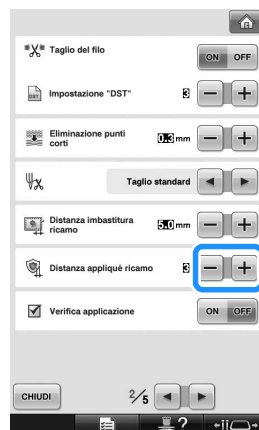 Taglio del filo
ON OFF
DST
Impostazione "DST"
3
Eliminazione punti
corti
0.3 mm
Taglio standard
Distanza imbastitura
ricamo
5.0 mm
Distanza appliqué ricamo
3
Verifica applicazione
ON OFF
CHIUDI
2/5
?